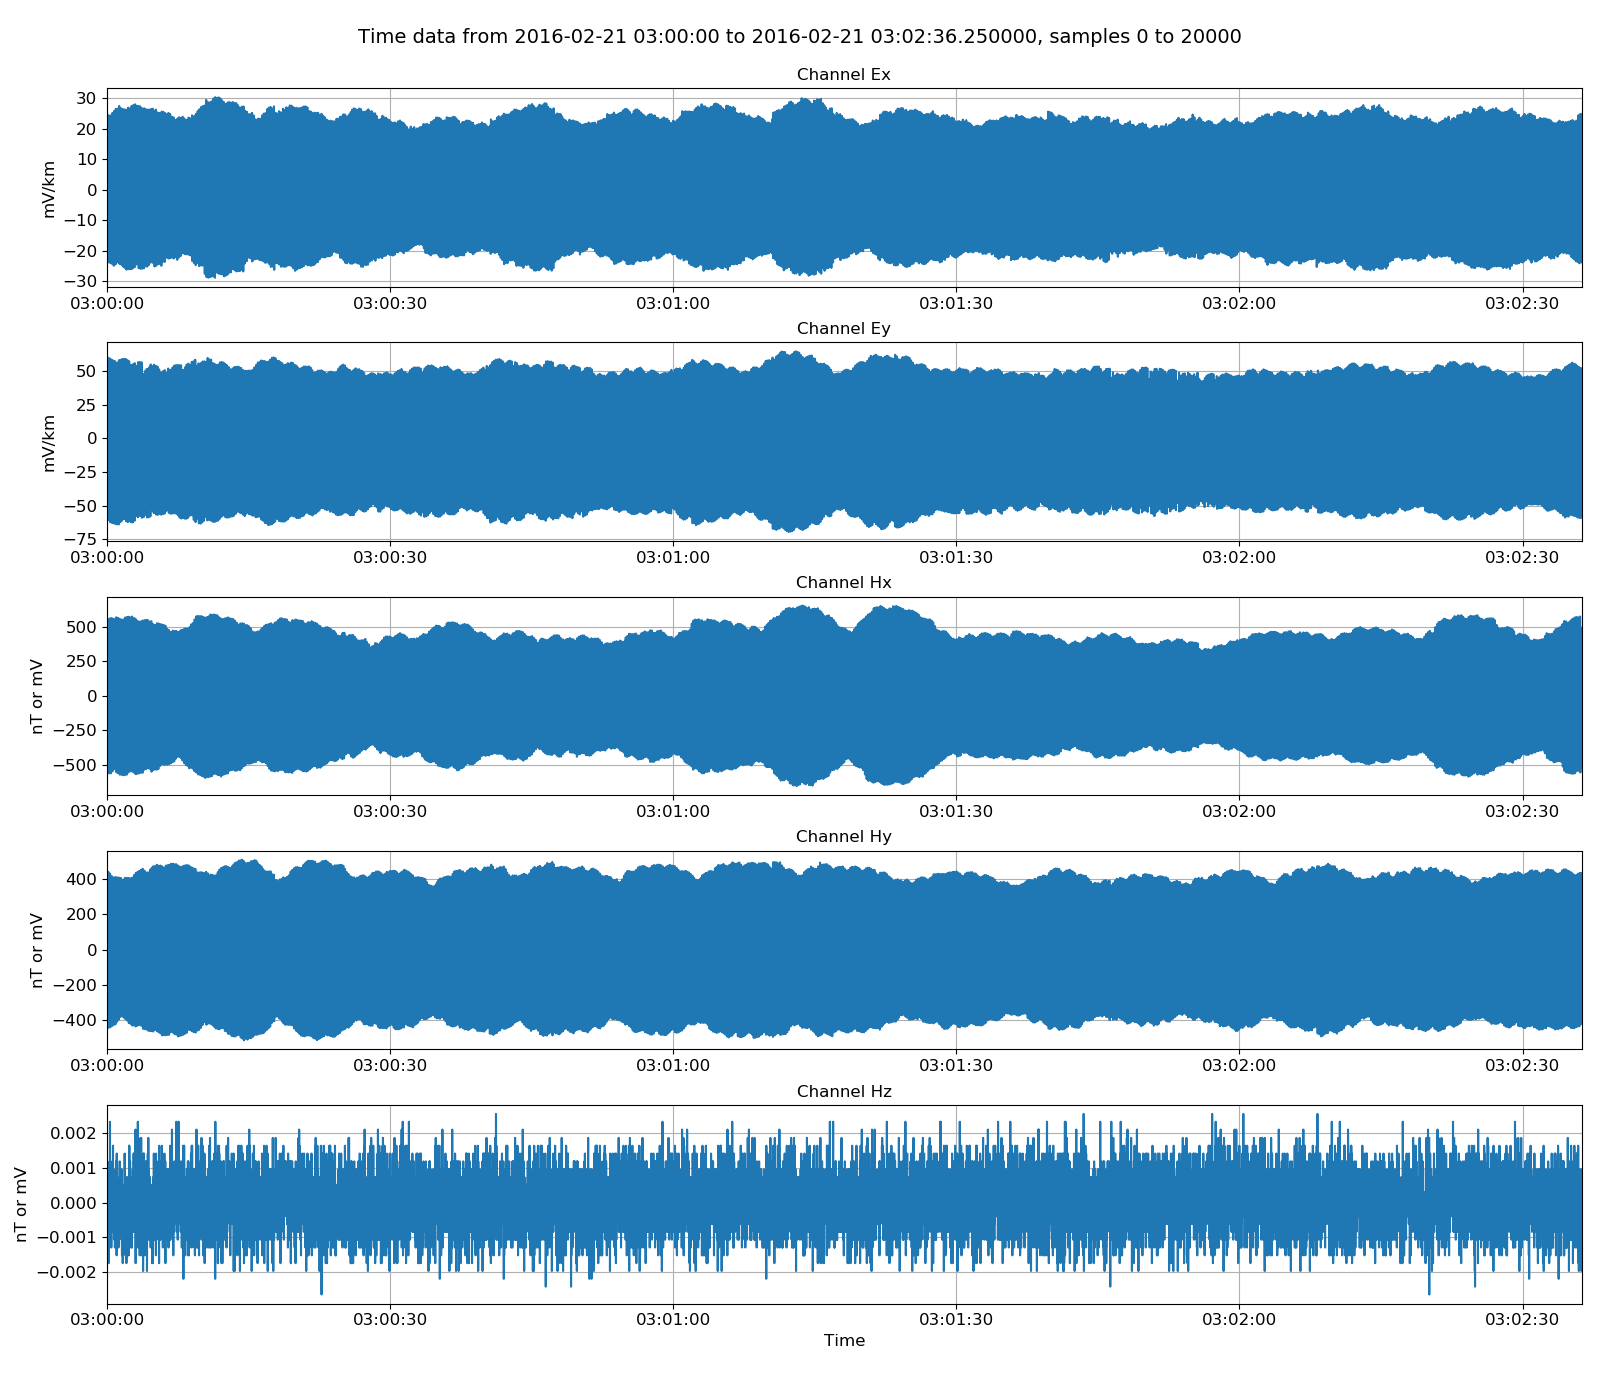 Time data from 2016-02-21 03:00:00 to 2016-02-21 03:02:36.250000, samples 0 to 20000
Channel Ex
30
20
10
0
−10
−20
−30
mV/km
03:00:00 03:00:30 03:01:00 03:01:30 03:02:00 03:02:30
Channel Ey
50
25
0
−25
−50
−75
mV/km
03:00:00 03:00:30 03:01:00 03:01:30 03:02:00 03:02:30
Channel Hx
500
250
0
−250
−500
nT or mV
03:00:00 03:00:30 03:01:00 03:01:30 03:02:00 03:02:30
Channel Hy
400
200
0
−200
−400
nT or mV
03:00:00 03:00:30 03:01:00 03:01:30 03:02:00 03:02:30
Channel Hz
0.002
0.001
0.000
−0.001
−0.002
nT or mV
03:00:00 03:00:30 03:01:00 03:01:30 03:02:00 03:02:30
Time